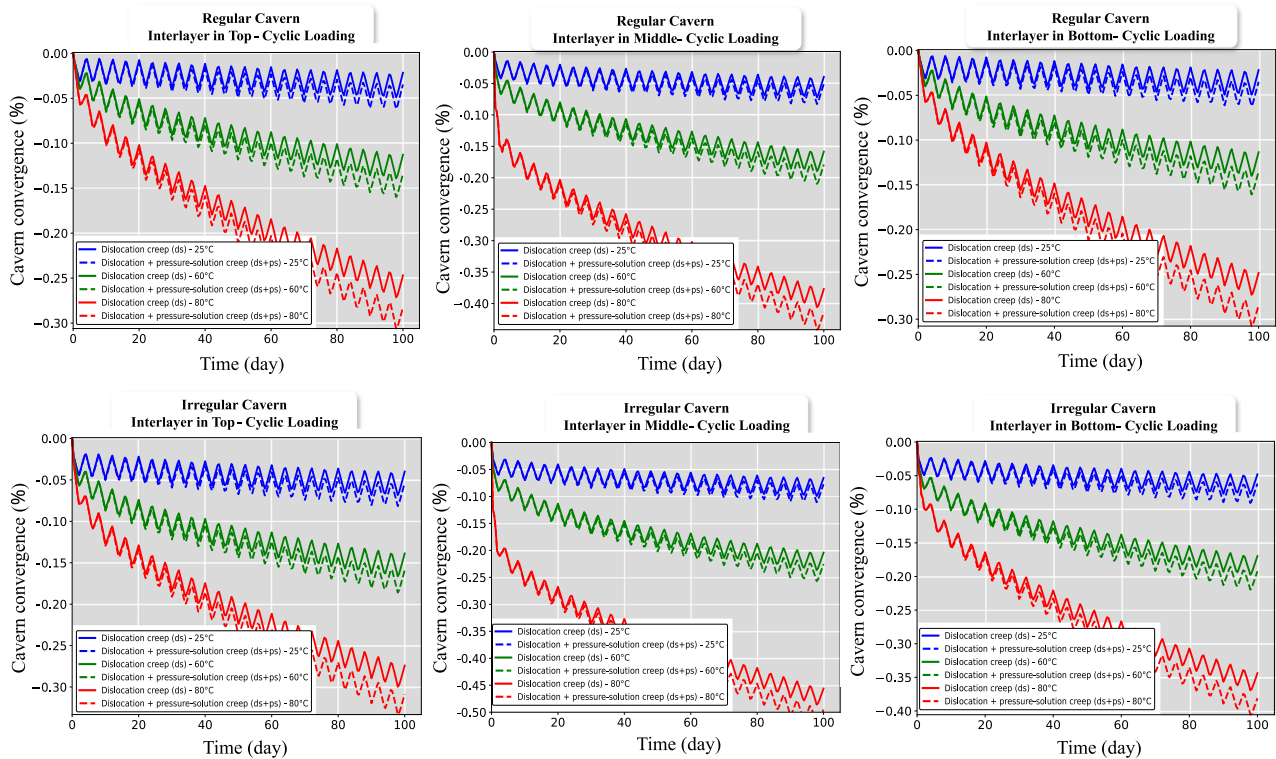 Regular Cavern
Interlayer in Top - Cyclic Loading
0.00
−0.05
−0.10
−0.15
−0.20
−0.25
−0.30
Cavern convergence (%)
Dislocation creep (ds) - 25°C
Dislocation + pressure-solution creep (ds+ps) - 25°C
Dislocation creep (ds) - 60°C
Dislocation + pressure-solution creep (ds+ps) - 60°C
Dislocation creep (ds) - 80°C
Dislocation + pressure-solution creep (ds+ps) - 80°C
0 20 40 60 80 100
Time (day)
Regular Cavern
Interlayer in Middle- Cyclic Loading
0.00
-0.05
-0.10
-0.15
-0.20
-0.25
-0.30
-0.35
-0.40
Cavern convergence (%)
Dislocation creep (ds) - 25°C
Dislocation + pressure-solution creep (ds+ps) - 25°C
Dislocation creep (ds) - 60°C
Dislocation + pressure-solution creep (ds+ps) - 60°C
Dislocation creep (ds) - 80°C
Dislocation + pressure-solution creep (ds+ps) - 80°C
0 20 40 60 80 100
Time (day)
Regular Cavern
Interlayer in Bottom- Cyclic Loading
0.00
−0.05
−0.10
−0.15
−0.20
−0.25
−0.30
Cavern convergence (%)
Dislocation creep (ds) - 25°C
Dislocation + pressure-solution creep (ds+ps) - 25°C
Dislocation creep (ds) - 60°C
Dislocation + pressure-solution creep (ds+ps) - 60°C
Dislocation creep (ds) - 80°C
Dislocation + pressure-solution creep (ds+ps) - 80°C
0 20 40 60 80 100
Time (day)
Irregular Cavern
Interlayer in Top- Cyclic Loading
0.00
−0.05
−0.10
−0.15
−0.20
−0.25
−0.30
Cavern convergence (%)
Dislocation creep (ds) - 25°C
Dislocation + pressure-solution creep (ds+ps) - 25°C
Dislocation creep (ds) - 60°C
Dislocation + pressure-solution creep (ds+ps) - 60°C
Dislocation creep (ds) - 80°C
Dislocation + pressure-solution creep (ds+ps) - 80°C
0 20 40 60 80 100
Time (day)
Irregular Cavern
Interlayer in Middle- Cyclic Loading
0.00
-0.05
-0.10
-0.15
-0.20
-0.25
-0.30
-0.35
-0.40
-0.45
-0.50
Cavern convergence (%)
Dislocation creep (ds) - 25°C
Dislocation + pressure-solution creep (ds+ps) - 25°C
Dislocation creep (ds) - 60°C
Dislocation + pressure-solution creep (ds+ps) - 60°C
Dislocation creep (ds) - 80°C
Dislocation + pressure-solution creep (ds+ps) - 80°C
0 20 40 60 80 100
Time (day)
Irregular Cavern
Interlayer in Bottom- Cyclic Loading
0.00
−0.05
−0.10
−0.15
−0.20
−0.25
−0.30
−0.35
−0.40
Cavern convergence (%)
Dislocation creep (ds) - 25°C
Dislocation + pressure-solution creep (ds+ps) - 25°C
Dislocation creep (ds) - 60°C
Dislocation + pressure-solution creep (ds+ps) - 60°C
Dislocation creep (ds) - 80°C
Dislocation + pressure-solution creep (ds+ps) - 80°C
0 20 40 60 80 100
Time (day)